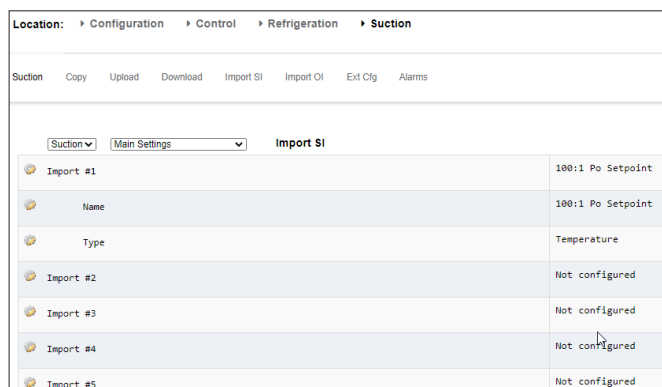 Location: Configuration Control Refrigeration Suction
Suction Copy Upload Download Import SI Import OI Ext Cfg Alarms
Suction Main Settings Import SI
Import #1 100:1 Po Setpoint
Name 100:1 Po Setpoint
Type Temperature
Import #2 Not configured
Import #3 Not configured
Import #4 Not configured
Import #5 Not configured